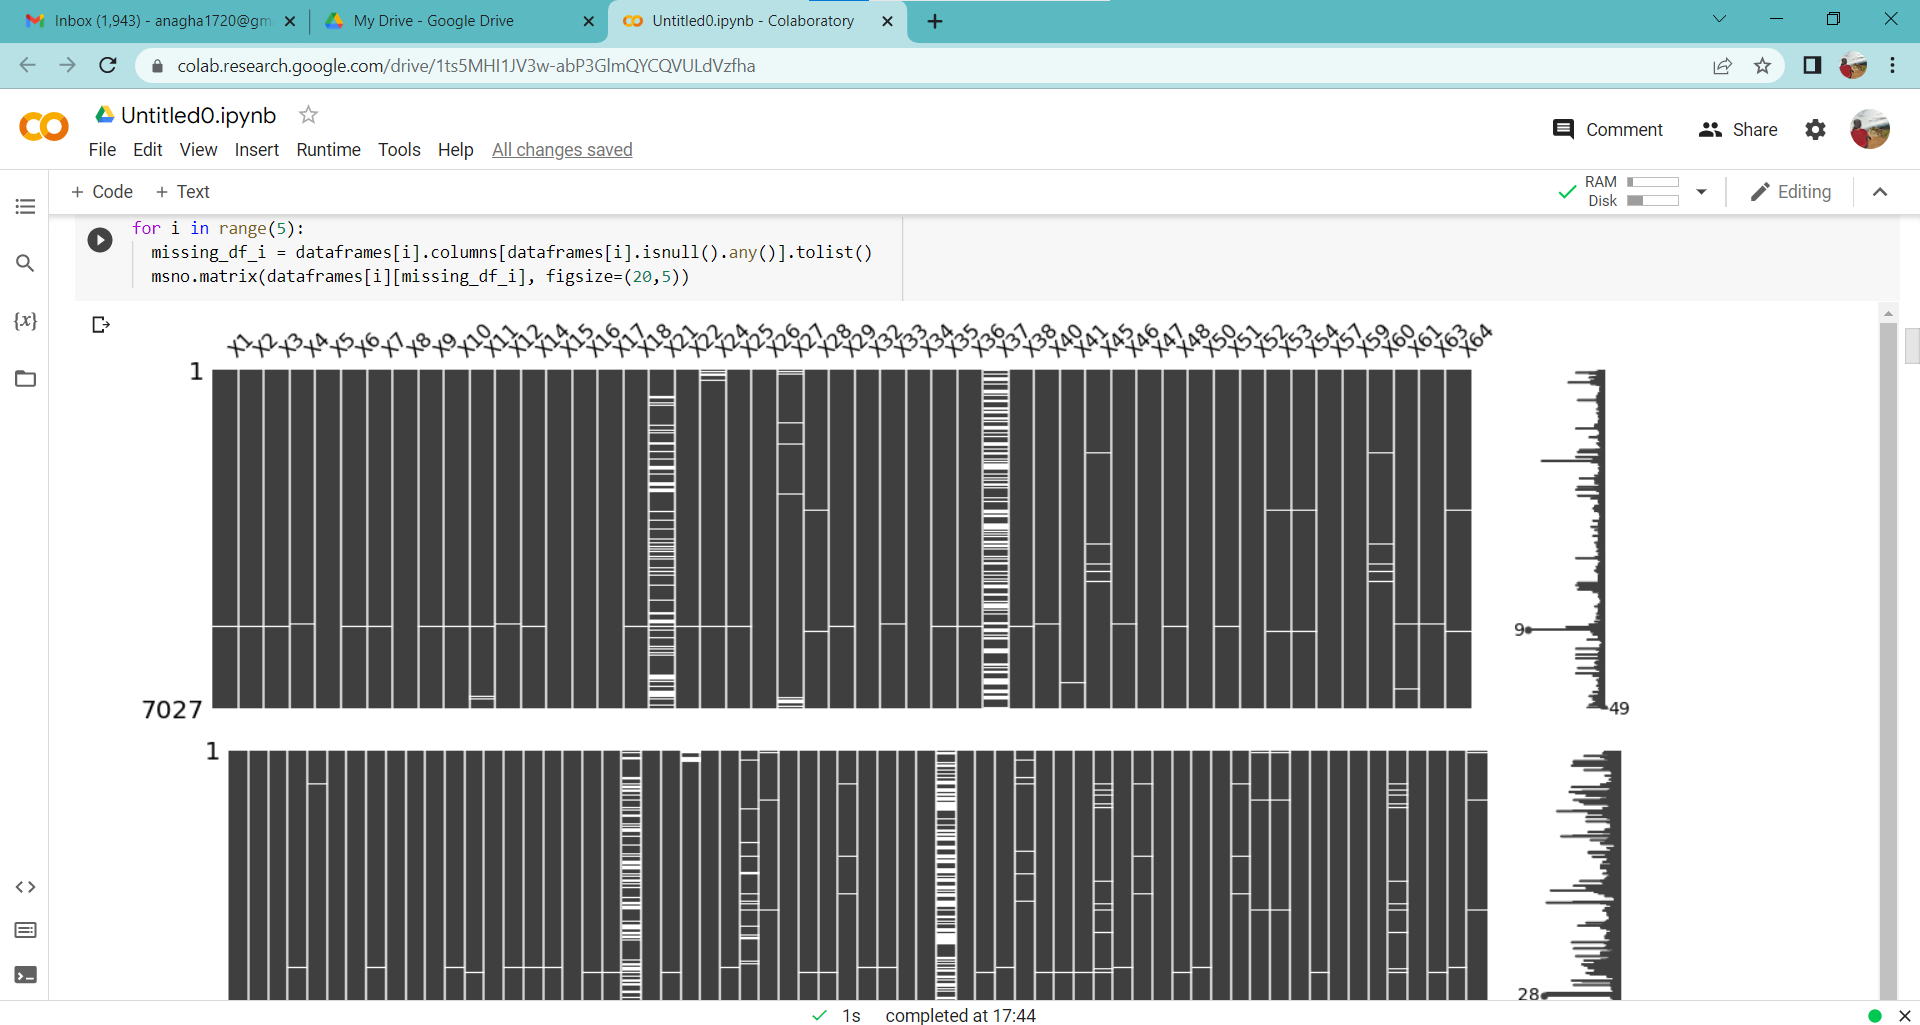 Inbox (1,943) - anagha1720@gm
My Drive - Google Drive
Untitled0.ipynb - Colaboratory
colab.research.google.com/drive/1ts5MHI1JV3w-abP3GlmQYCQVULdVzfha
Untitled0.ipynb
Comment
Share
File Edit View Insert Runtime Tools Help All changes saved
+ Code + Text
RAM
Disk
Editing
for i in range(5):
missing_df_i = dataframes[i].columns[dataframes[i].isnull().any()].tolist()
msno.matrix(dataframes[i][missing_df_i], figsize=(20,5))
{x}
X1 X2 X3 X4 X5 X6 X7 X8 X9 X10 X11 X12 X14 X15 X16 X17 X18 X21 X22 X24 X25 X26 X27 X28 X29 X32 X33 X34 X35 X36 X37 X38 X40 X41 X45 X46 X47 X48 X50 X51 X52 X53 X54 X57 X59 X60 X61 X63 X64
1
9
7027
49
1
28
1s completed at 17:44